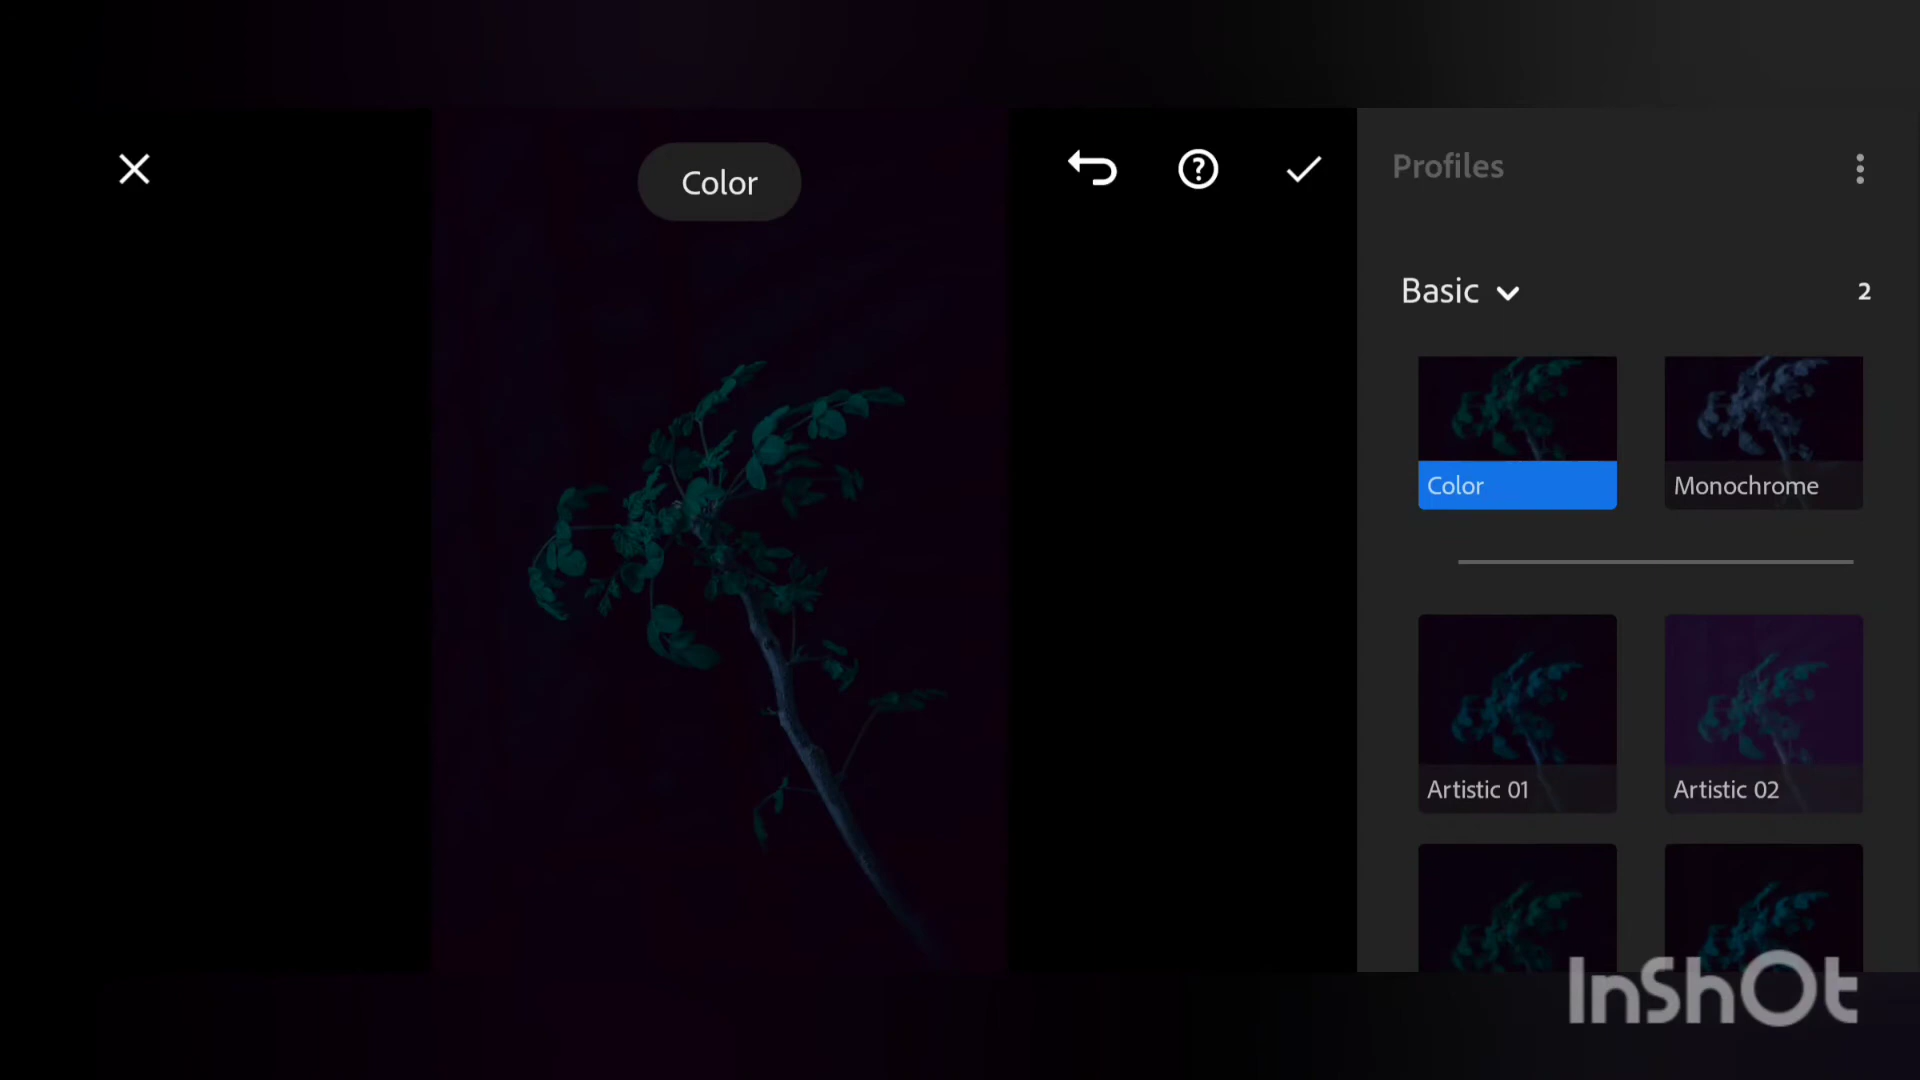 Color
Profiles
Basic
2
Color
Monochrome
Artistic 01
Artistic 02
InShOt